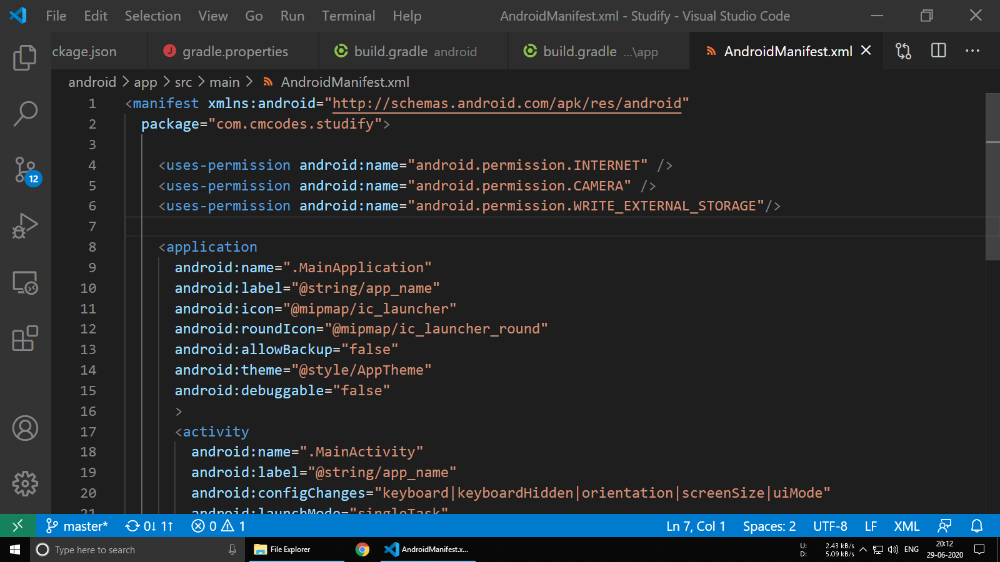 File Edit Selection View Go Run Terminal Help AndroidManifest.xml - Studify - Visual Studio Code
ckage.json gradle.properties build.gradle android build.gradle ...\app AndroidManifest.xml
android > app > src > main > AndroidManifest.xml
1 <manifest xmlns:android="http://schemas.android.com/apk/res/android"
2 package="com.cmcodes.studify">
3
4 <uses-permission android:name="android.permission.INTERNET" />
5 <uses-permission android:name="android.permission.CAMERA" />
6 <uses-permission android:name="android.permission.WRITE_EXTERNAL_STORAGE"/>
7
8 <application
9 android:name=".MainApplication"
10 android:label="@string/app_name"
11 android:icon="@mipmap/ic_launcher"
12 android:roundIcon="@mipmap/ic_launcher_round"
13 android:allowBackup="false"
14 android:theme="@style/AppTheme"
15 android:debuggable="false"
16 >
17 <activity
18 android:name=".MainActivity"
19 android:label="@string/app_name"
20 android:configChanges="keyboard|keyboardHidden|orientation|screenSize|uiMode"
21 android:launchMode="singleTask"
12
master* 0↓ 1↑ 0 1 Ln 7, Col 1 Spaces: 2 UTF-8 LF XML
Type here to search File Explorer AndroidManifest.x... U: 2.43 kB/s D: 5.09 kB/s ENG 20:12 29-06-2020